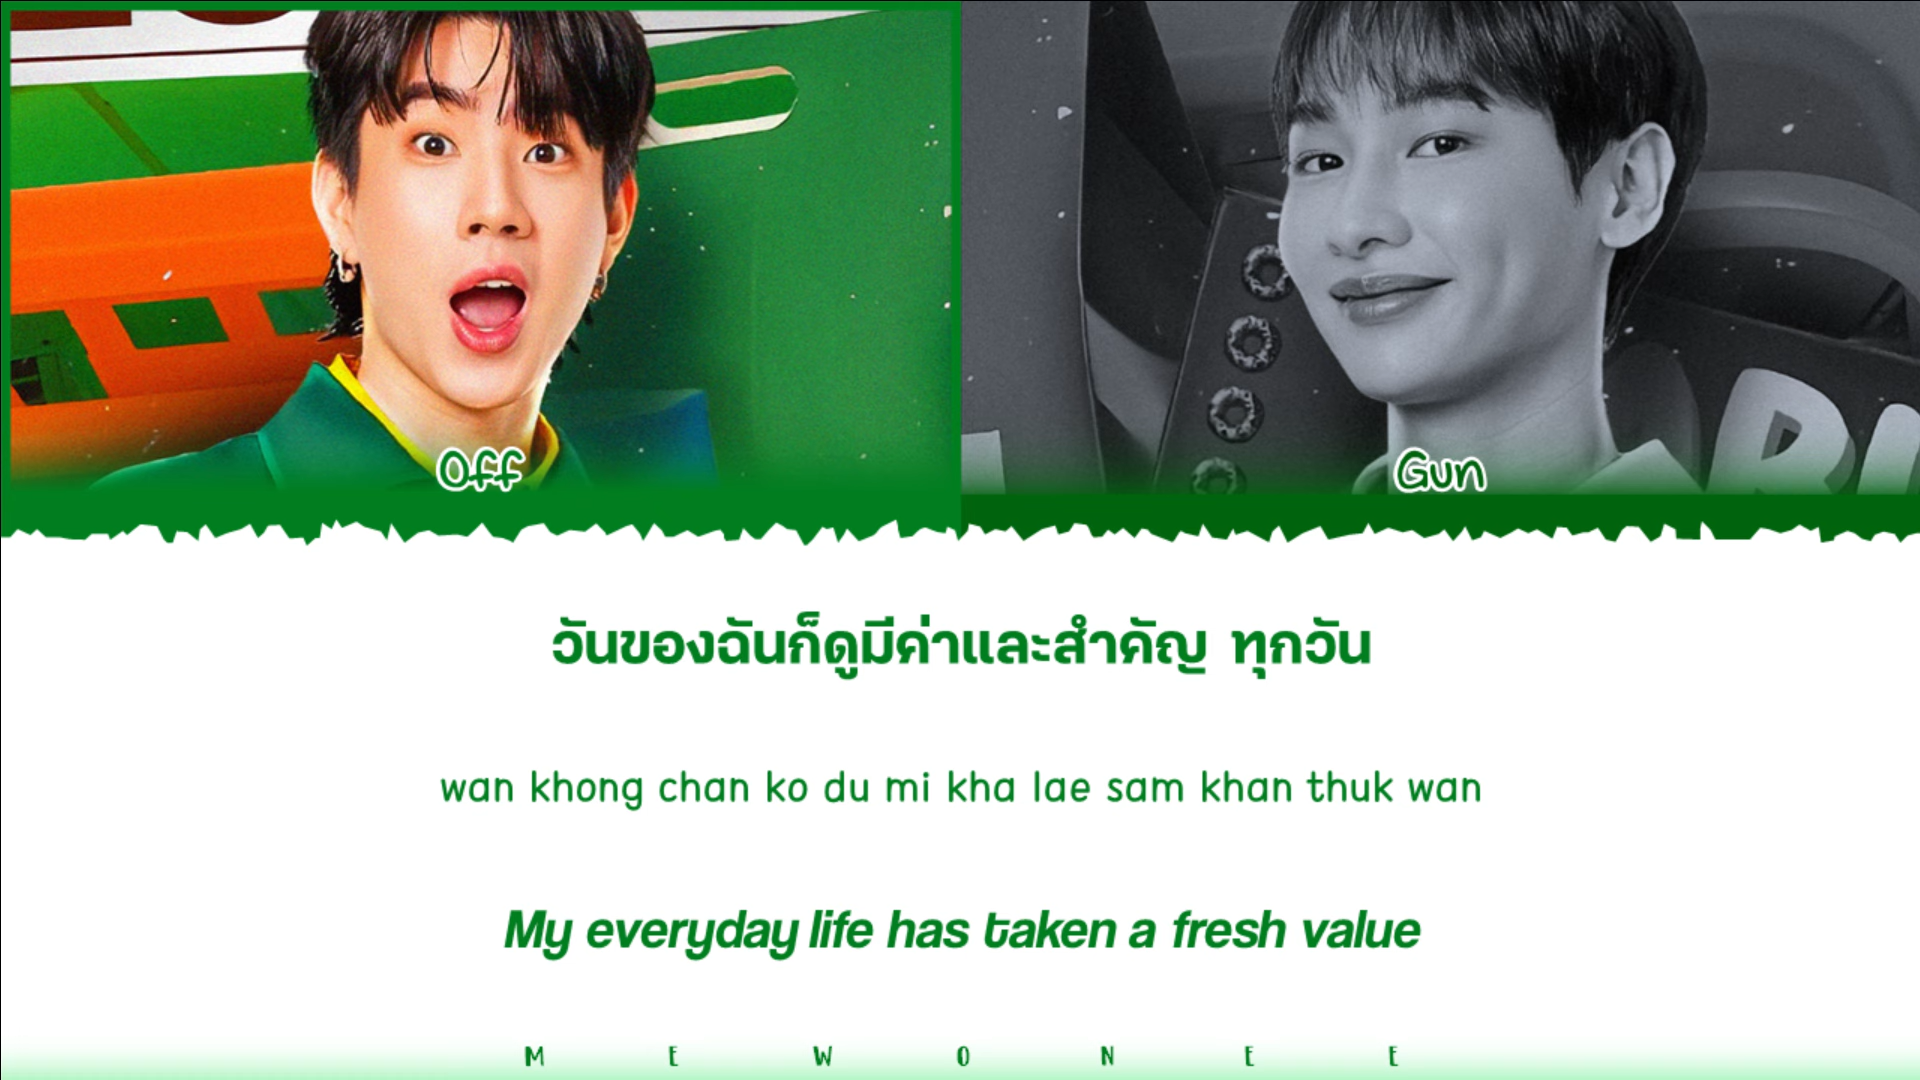 Off
Gun
วันของฉันก็ดูมีค่าและสำคัญ ทุกวัน
wan khong chan ko du mi kha lae sam khan thuk wan
My everyday life has taken a fresh value
M E W O N E E